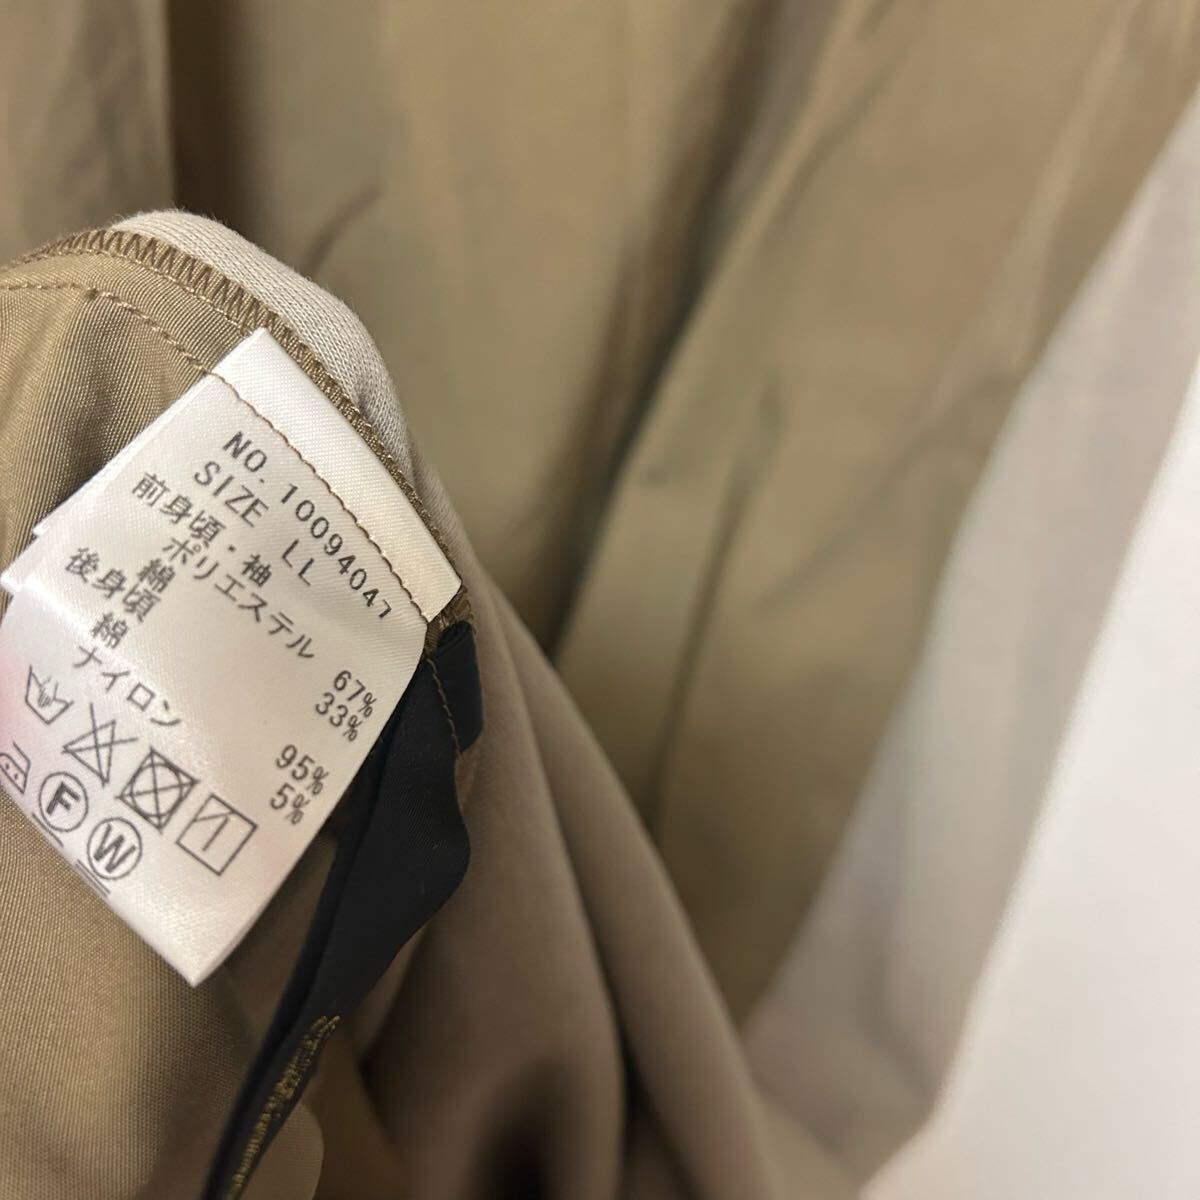 NO. 10094047
SIZE LL
前身頃・袖
ポリエステル 67%
綿 33%
後身頃
綿 95%
ナイロン 5%
F
W